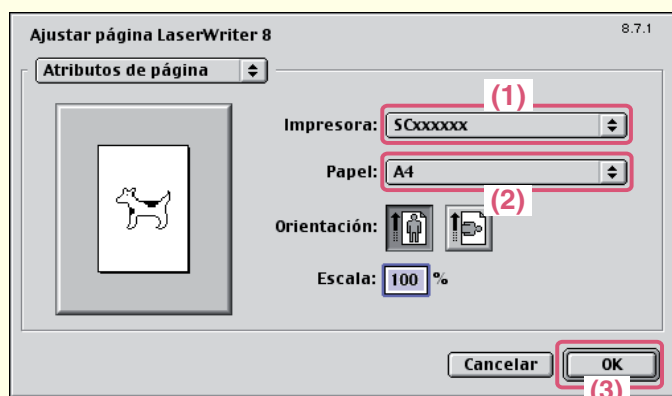 Ajustar página LaserWriter 8
8.7.1
Atributos de página
(1)
Impresora: SCxxxxxx
Papel: A4
(2)
Orientación:
Escala: 100 %
Cancelar
OK
(3)